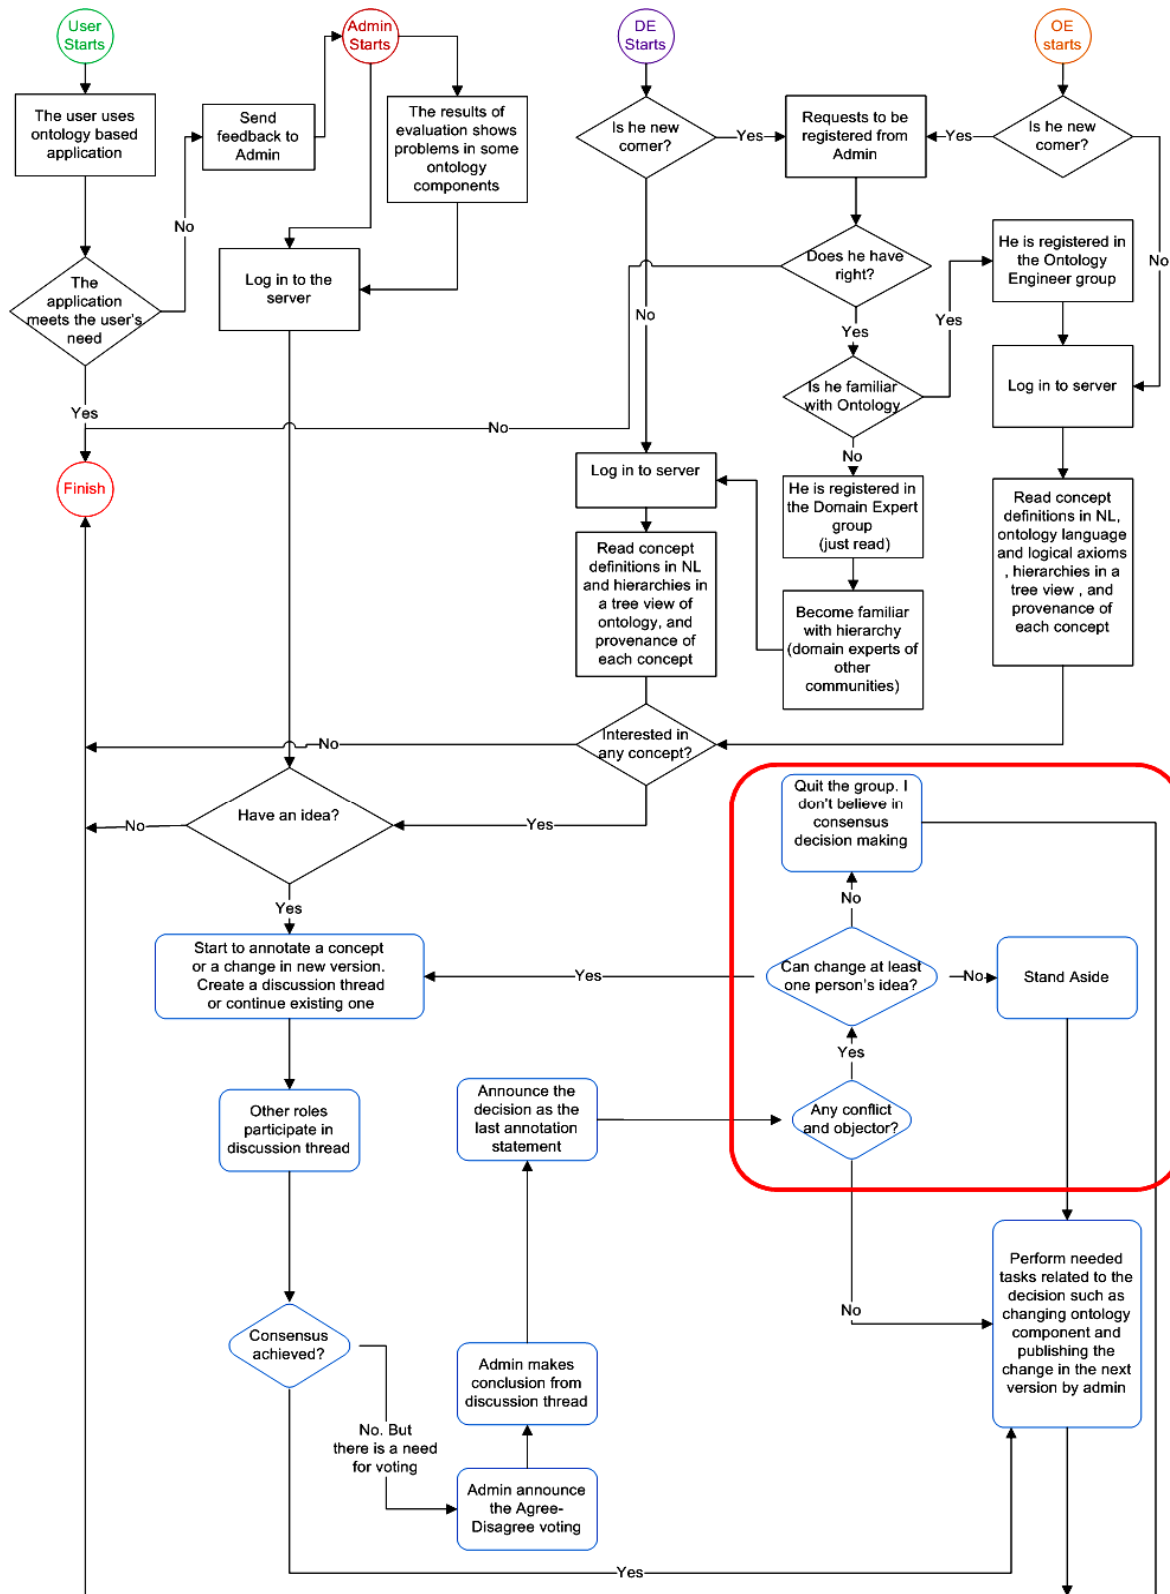 User
Starts
Admin
Starts
DE
Starts
OE
starts
The user uses
ontology based
application
Send
feedback to
Admin
The results of
evaluation shows
problems in some
ontology
components
Is he new
comer?
Yes
Requests to be
registered from
Admin
Yes
Is he new
comer?
No
No
The
application
meets the user's
need
Log in to the
server
Does he have
right?
He is registered in
the Ontology
Engineer group
No
Yes
Yes
Is he familiar
with Ontology
Log in to server
Yes
No
No
Finish
Log in to server
He is registered in
the Domain Expert
group
(just read)
Read concept
definitions in NL,
ontology language
and logical axioms
, hierarchies in a
tree view , and
provenance of
each concept
Read concept
definitions in NL
and hierarchies in
a tree view of
ontology, and
provenance of
each concept
Become familiar
with hierarchy
(domain experts of
other
communities)
No
Interested in
any concept?
Have an idea?
No
Yes
Quit the group. I
don't believe in
consensus
decision making
No
Yes
Start to annotate a concept
or a change in new version.
Create a discussion thread
or continue existing one
Yes
Can change at least
one person's idea?
No
Stand Aside
Yes
Other roles
participate in
discussion thread
Announce the
decision as the
last annotation
statement
Any conflict
and objector?
Perform needed
tasks related to the
decision such as
changing ontology
component and
publishing the
change in the next
version by admin
No
Consensus
achieved?
Admin makes
conclusion from
discussion thread
No. But
there is a need
for voting
Admin announce
the Agree-
Disagree voting
Yes